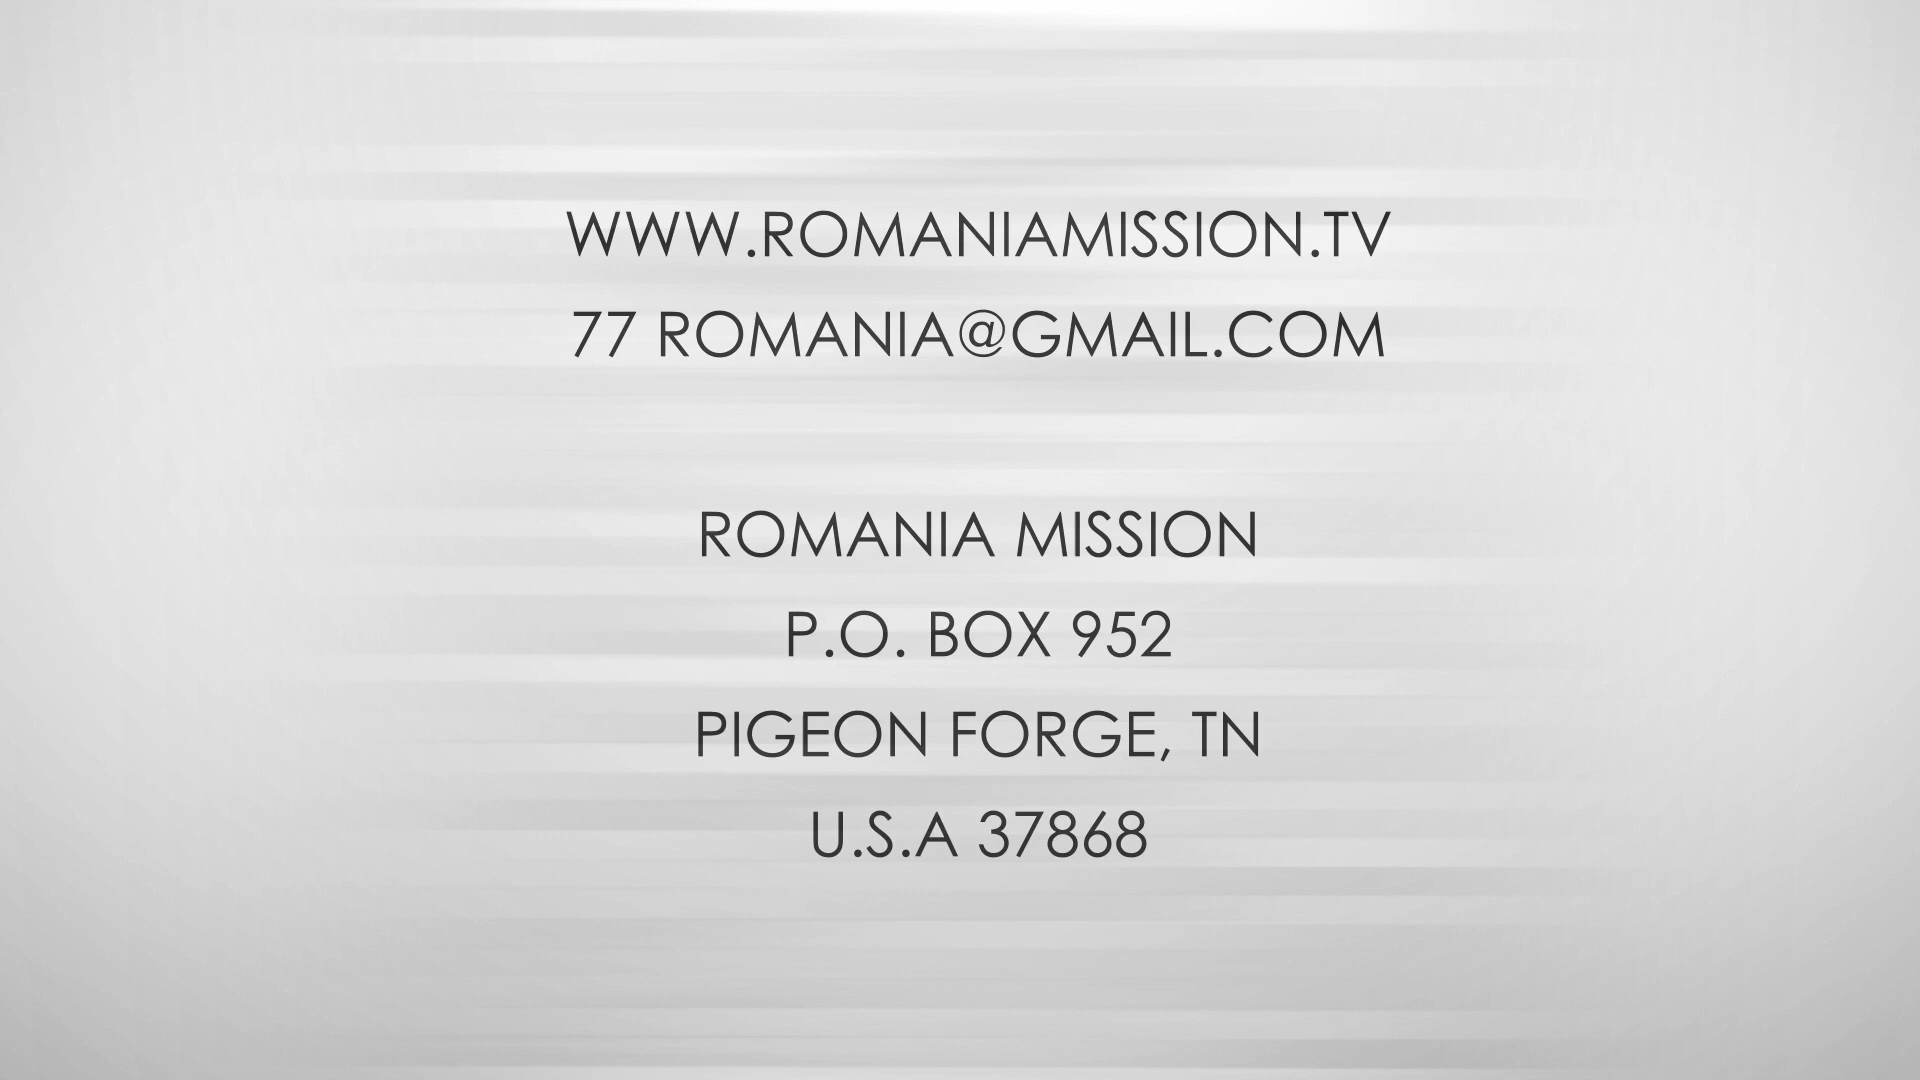 WWW.ROMANIAMISSION.TV
77 ROMANIA@GMAIL.COM
ROMANIA MISSION
P.O. BOX 952
PIGEON FORGE, TN
U.S.A 37868